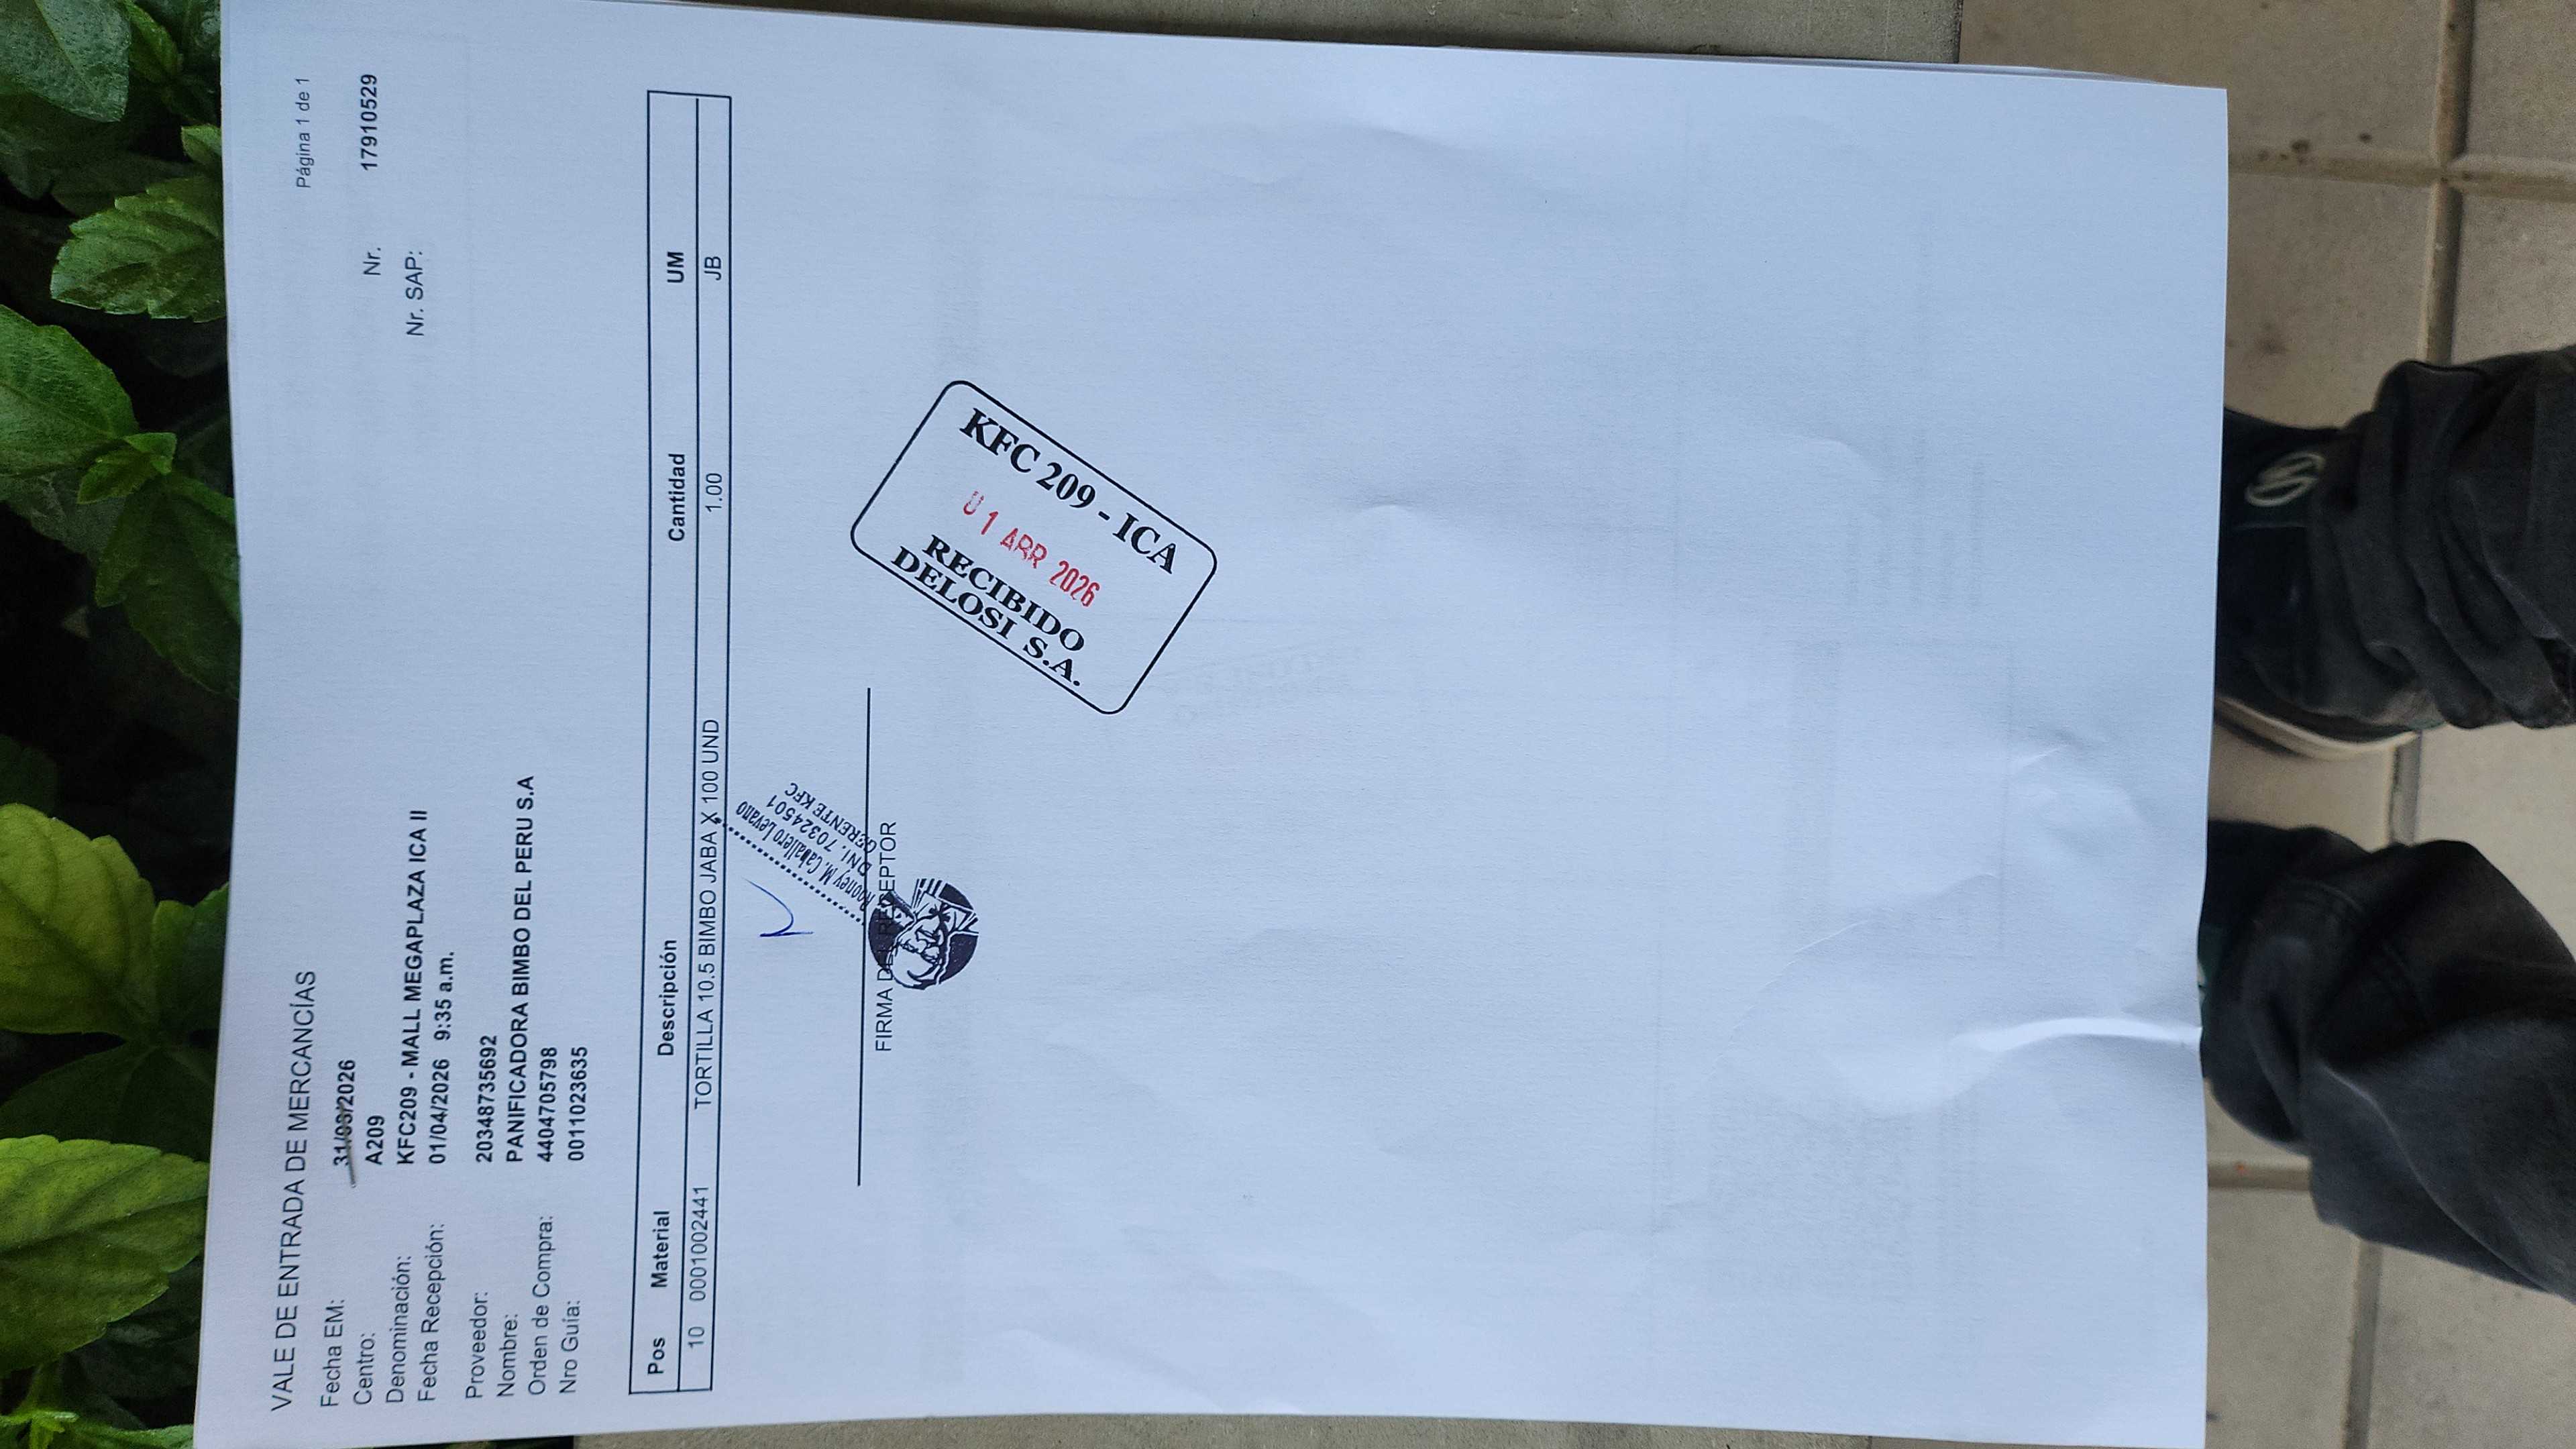 Página 1 de 1
VALE DE ENTRADA DE MERCANCÍAS
Fecha EM: 31/03/2026 Nr. 17910529
Centro: A209 Nr. SAP:
Denominación: KFC209 - MALL MEGAPLAZA ICA II
Fecha Recepción: 01/04/2026 9:35 a.m.
Proveedor: 20348735692
Nombre: PANIFICADORA BIMBO DEL PERU S.A
Orden de Compra: 4404705798
Nro Guía: 0011023635
Pos Material Descripción Cantidad UM
10 0001002441 TORTILLA 10.5 BIMBO JABA X 100 UND 1.00 JB
Rooney M. Caballero Levano
DNI. 70324501
GERENTE KFC
FIRMA DEL RECEPTOR
KFC 209 - ICA
01 ABR 2026
RECIBIDO
DELOSI S.A.